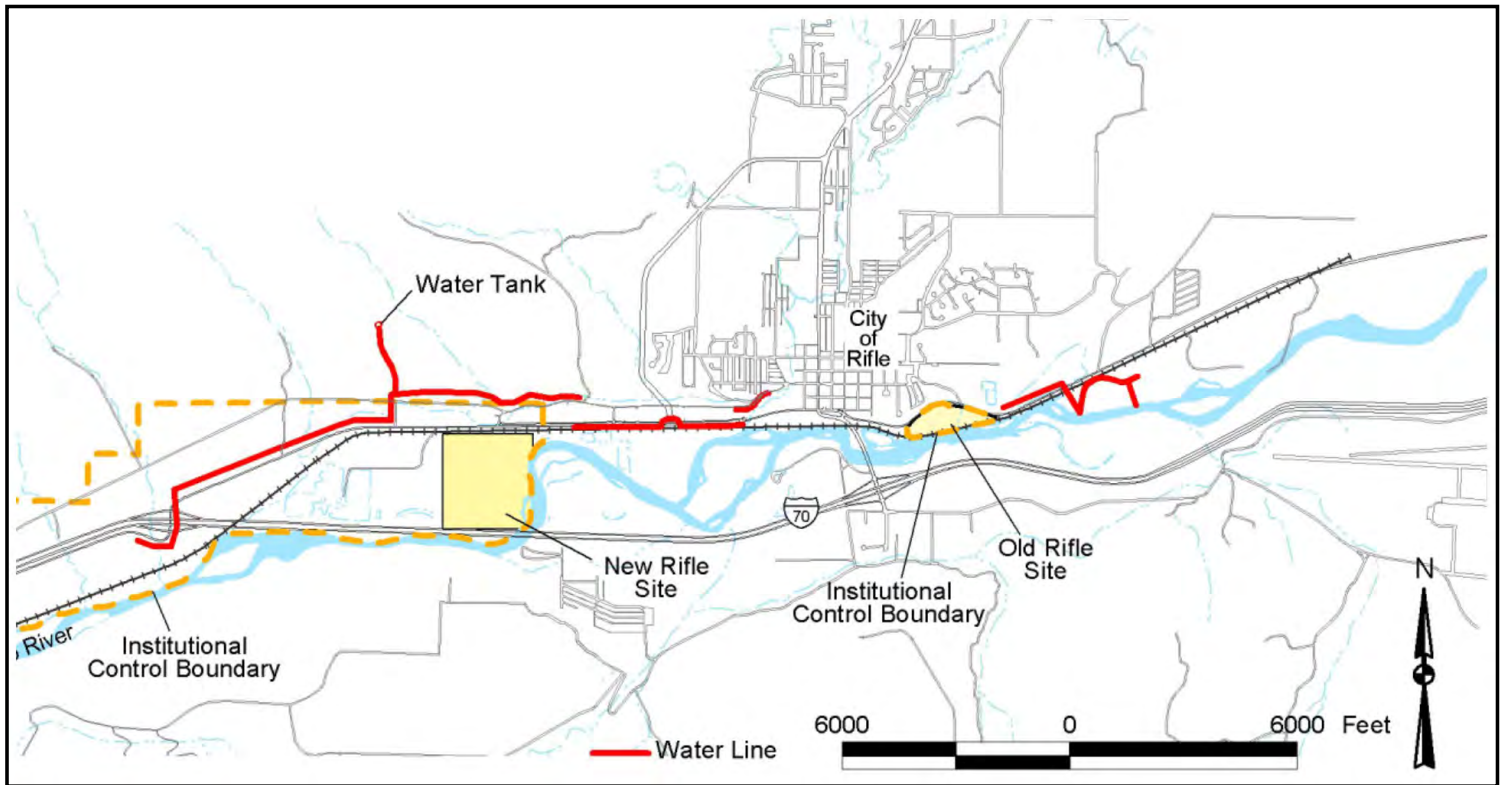 Water Tank
City
of
Rifle
70
New Rifle
Site
Old Rifle
Site
Institutional
Control Boundary
Institutional
Control Boundary
River
N
6000 0 6000 Feet
Water Line